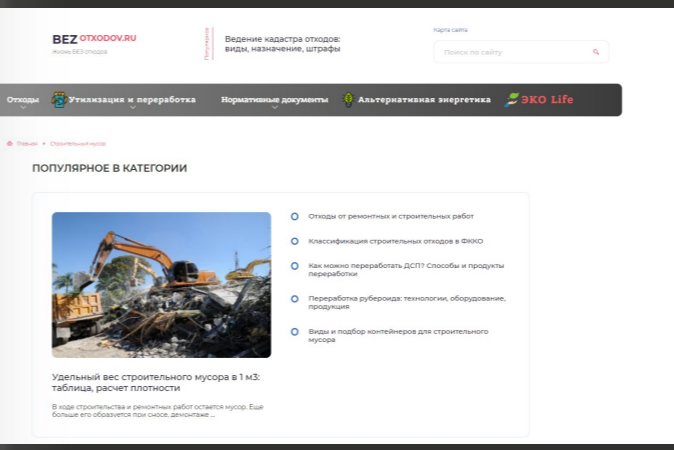 BEZ OTXODOV.RU
Жизнь БЕЗ отходов
Популярное
Ведение кадастра отходов:
виды, назначение, штрафы
Карта сайта
Поиск по сайту
Отходы
Утилизация и переработка
Нормативные документы
Альтернативная энергетика
ЭКО Life
Главная
Строительный мусор
ПОПУЛЯРНОЕ В КАТЕГОРИИ
Удельный вес строительного мусора в 1 м3:
таблица, расчет плотности
В ходе строительства и ремонтных работ остается мусор. Еще
больше его образуется при сносе, демонтаже ...
Отходы от ремонтных и строительных работ
Классификация строительных отходов в ФККО
Как можно переработать ДСП? Способы и продукты
переработки
Переработка рубероида: технологии, оборудование,
продукция
Виды и подбор контейнеров для строительного
мусора